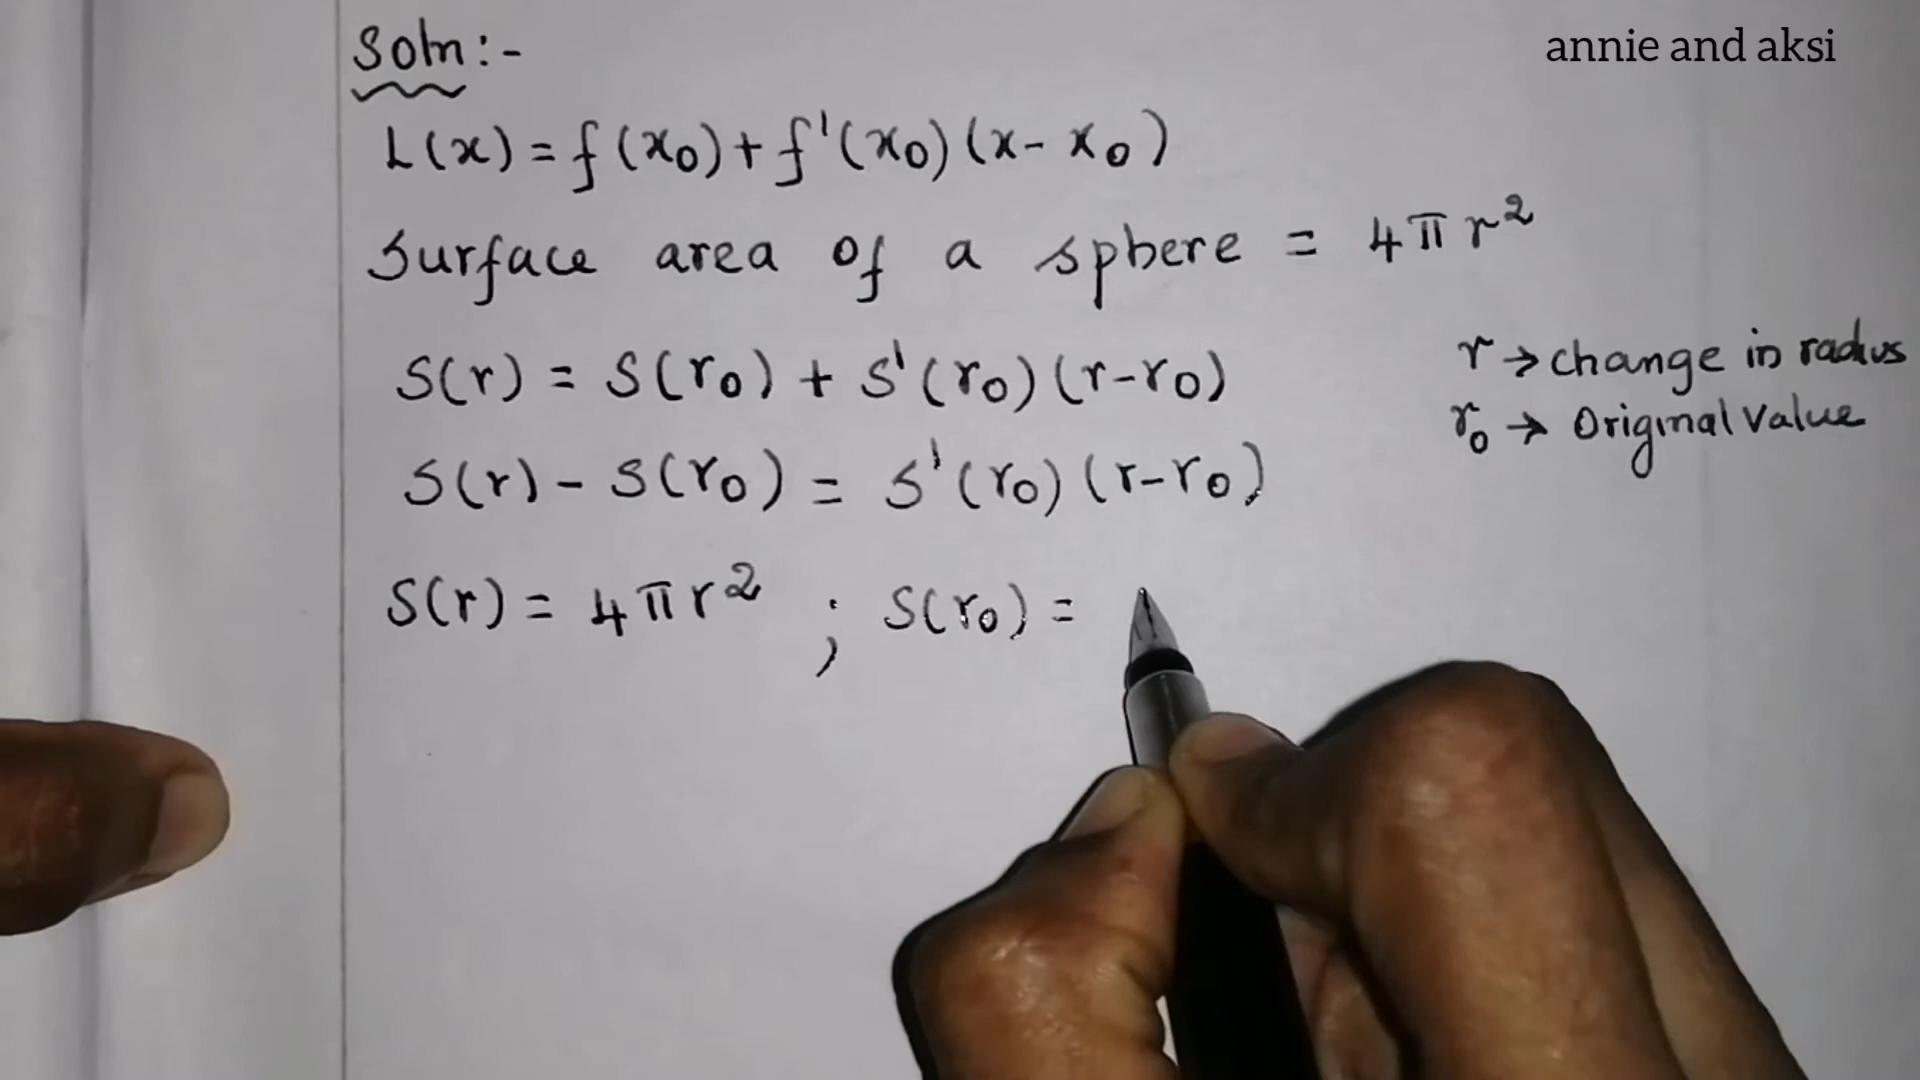 annie and aksi
Soln:-
L(x) = f(x₀) + f'(x₀)(x - x₀)
Surface area of a sphere = 4πr²
S(r) = S(r₀) + S'(r₀)(r-r₀)
r → change in radius
r₀ → Original value
S(r) - S(r₀) = S'(r₀)(r-r₀)
S(r) = 4πr² ; S(r₀) =